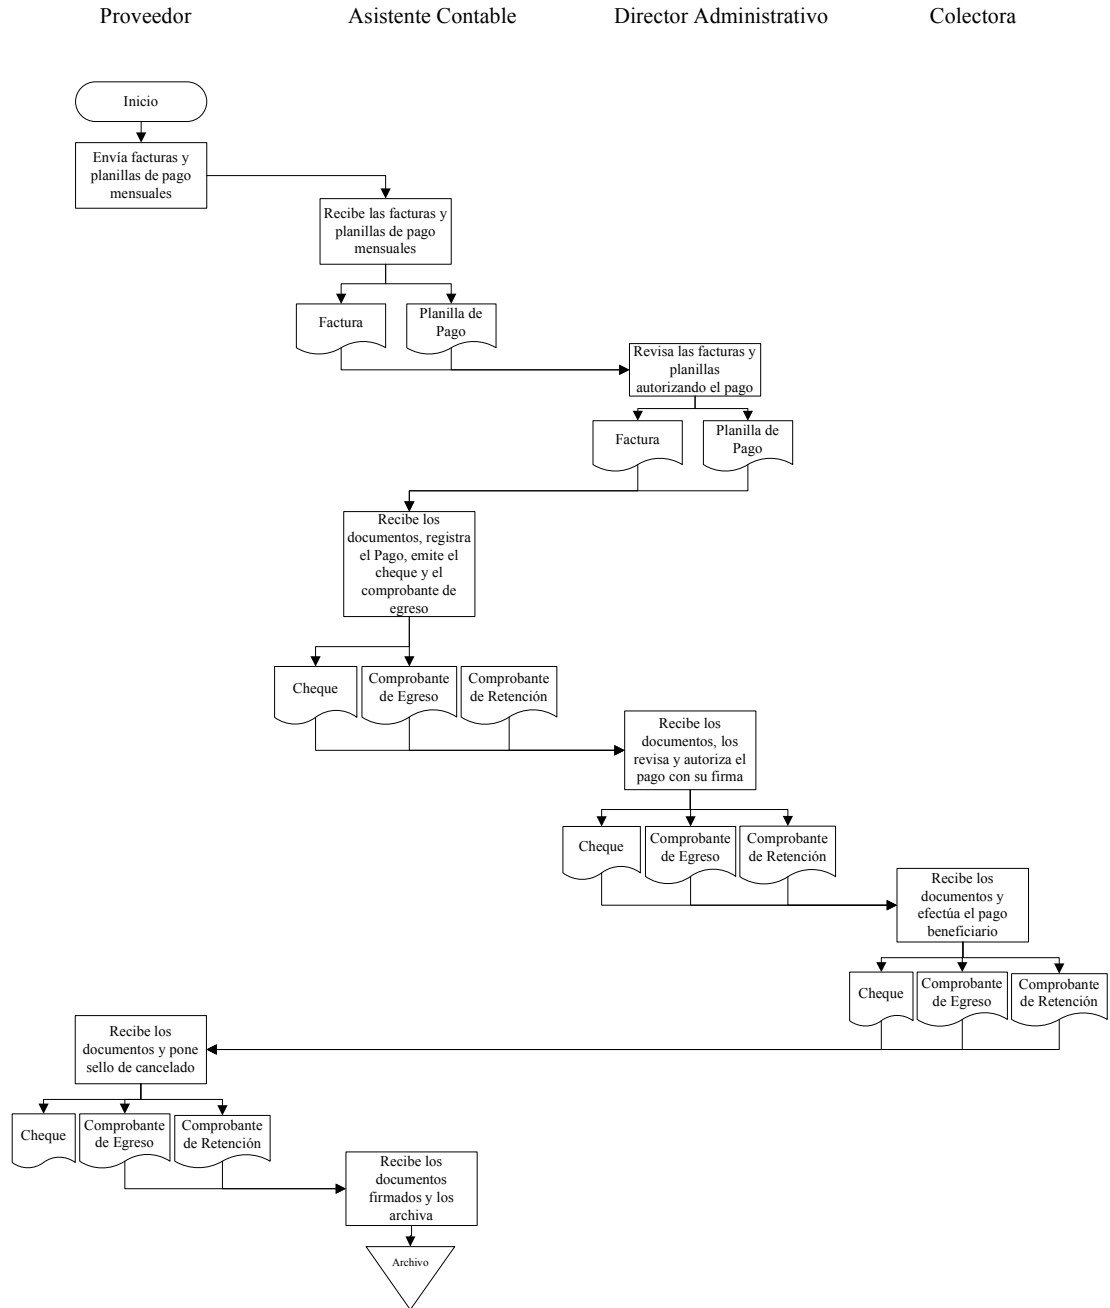 Proveedor
Asistente Contable
Director Administrativo
Colectora
Inicio
Envía facturas y
planillas de pago
mensuales
Recibe las facturas y
planillas de pago
mensuales
Factura
Planilla de
Pago
Revisa las facturas y
planillas
autorizando el pago
Factura
Planilla de
Pago
Recibe los
documentos, registra
el Pago, emite el
cheque y el
comprobante de
egreso
Cheque
Comprobante
de Egreso
Comprobante
de Retención
Recibe los
documentos, los
revisa y autoriza el
pago con su firma
Cheque
Comprobante
de Egreso
Comprobante
de Retención
Recibe los
documentos y
efectúa el pago
beneficiario
Cheque
Comprobante
de Egreso
Comprobante
de Retención
Recibe los
documentos y pone
sello de cancelado
Cheque
Comprobante
de Egreso
Comprobante
de Retención
Recibe los
documentos
firmados y los
archiva
Archivo